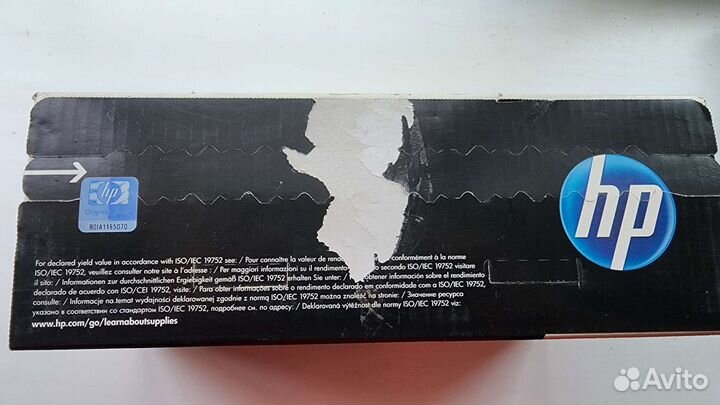 hp
Original
801A1165070
hp
For declared yield value in accordance with ISO/IEC 19752 see: / Pour connaître la valeur de conformément à la norme
ISO/IEC 19752, veuillez consulter notre site à l'adresse : / Per maggiori informazioni su il rendimento secondo ISO/IEC 19752 visitare
il sito: / Informationen zur durchschnittlichen Ergiebigkeit gemäß ISO/IEC 19752 erhalten Sie unter: / obtener información sobre el rendimiento
declarado de acuerdo con ISO/CEI 19752, visite: / Para obter informações sobre o rendimento declarado em conformidade com a ISO/IEC 19752,
consulte: / Informacje na temat wydajności deklarowanej zgodnie z normą ISO/IEC 19752 można znaleźć na stronie: / Значение ресурса
указано в соответствии со стандартом ISO/IEC 19752, подробнее см. по адресу: / Deklarovaná výtěžnost dle normy ISO/IEC 19752 viz:
www.hp.com/go/learnaboutsupplies
Avito